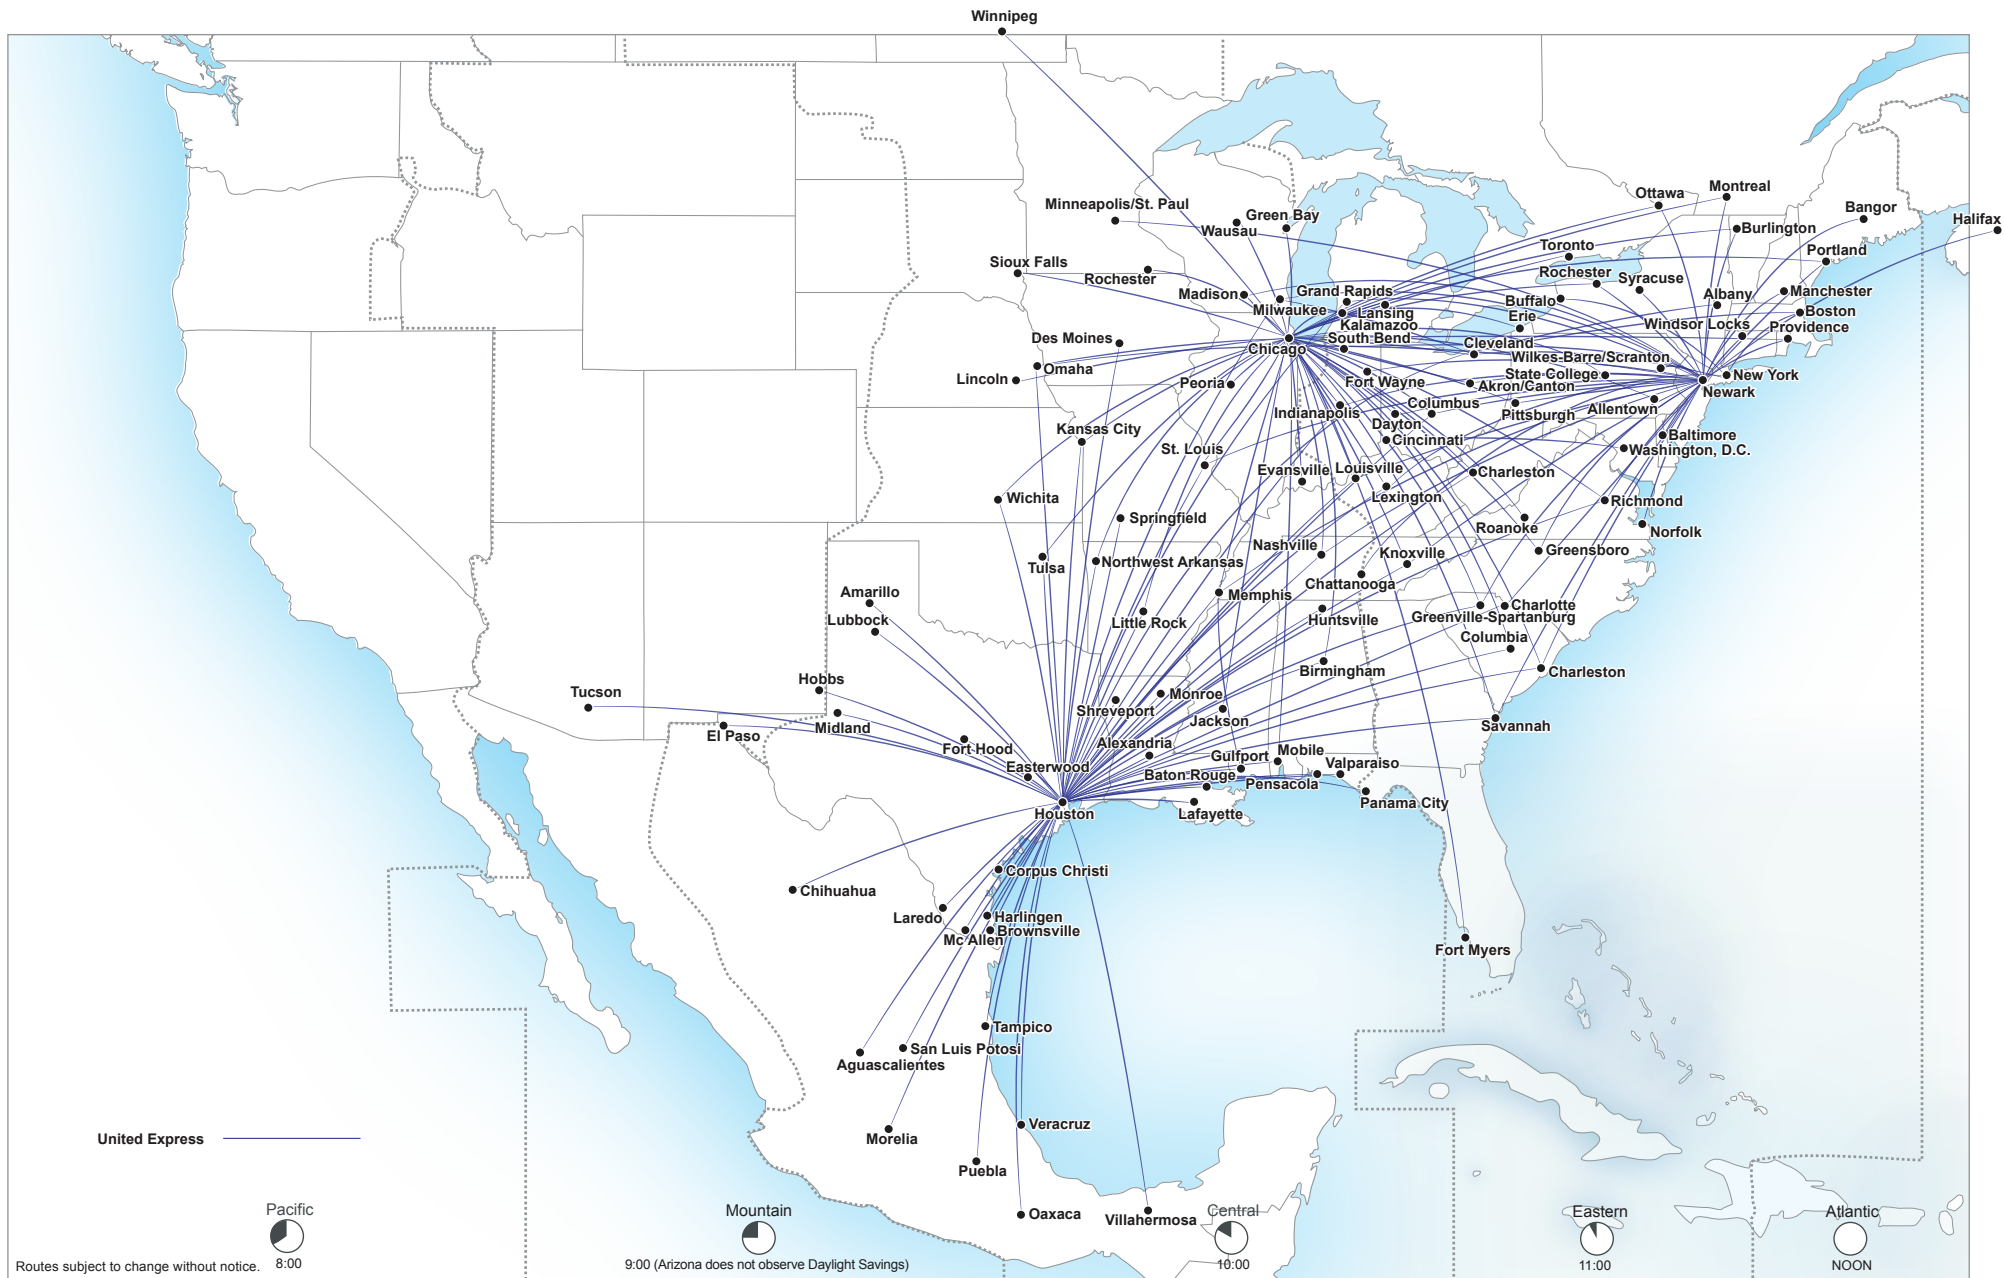 Winnipeg
Ottawa
Montreal
Minneapolis/St. Paul
Green Bay
Wausau
Bangor
Halifax
Burlington
Toronto
Portland
Sioux Falls
Rochester
Rochester
Syracuse
Madison
Grand Rapids
Buffalo
Albany
Manchester
Milwaukee
Lansing
Erie
Boston
Kalamazoo
Windsor Locks
Providence
Des Moines
South Bend
Chicago
Cleveland
Wilkes-Barre/Scranton
Omaha
Lincoln
Peoria
Fort Wayne
State College
New York
Akron/Canton
Newark
Indianapolis
Columbus
Pittsburgh
Allentown
Dayton
Kansas City
Cincinnati
Baltimore
St. Louis
Washington, D.C.
Evansville
Louisville
Charleston
Wichita
Lexington
Richmond
Springfield
Roanoke
Norfolk
Nashville
Knoxville
Greensboro
Tulsa
Northwest Arkansas
Chattanooga
Amarillo
Memphis
Charlotte
Lubbock
Little Rock
Huntsville
Greenville-Spartanburg
Columbia
Birmingham
Charleston
Hobbs
Tucson
Monroe
Shreveport
Jackson
Midland
Savannah
El Paso
Fort Hood
Alexandria
Gulfport
Mobile
Easterwood
Valparaiso
Baton Rouge
Pensacola
Houston
Lafayette
Panama City
Corpus Christi
Chihuahua
Laredo
Harlingen
Brownsville
Mc Allen
Fort Myers
Tampico
San Luis Potosi
Aguascalientes
Veracruz
United Express
Morelia
Puebla
Oaxaca
Villahermosa
Pacific
Mountain
Central
Eastern
Atlantic
Routes subject to change without notice.
8:00
9:00 (Arizona does not observe Daylight Savings)
10:00
11:00
NOON